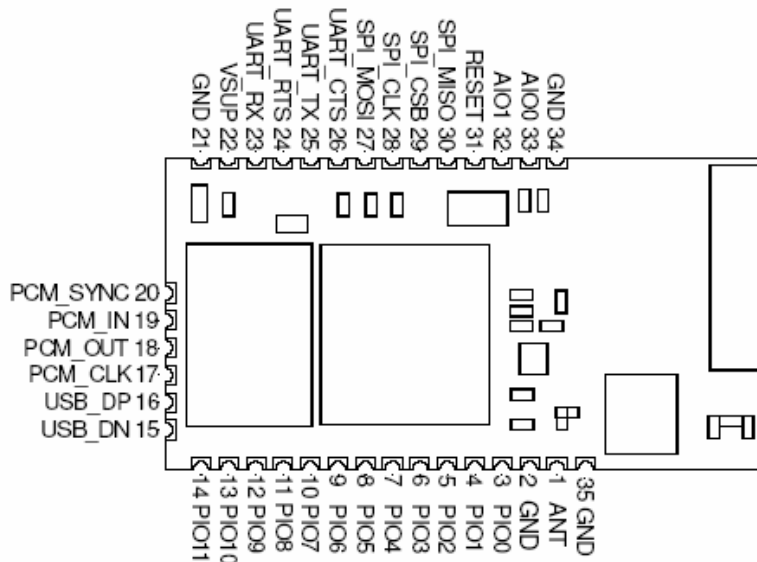 GND 21
VSUP 22
UART_RX 23
UART_RTS 24
UART_TX 25
UART_CTS 26
SPI_MOSI 27
SPI_CLK 28
SPI_CSB 29
SPI_MISO 30
RESET 31
AIO1 32
AIO0 33
GND 34
PCM_SYNC 20
PCM_IN 19
PCM_OUT 18
PCM_CLK 17
USB_DP 16
USB_DN 15
14 PIO11
13 PIO10
12 PIO9
11 PIO8
10 PIO7
9 PIO6
8 PIO5
7 PIO4
6 PIO3
5 PIO2
4 PIO1
3 PIO0
2 GND
1 ANT
35 GND